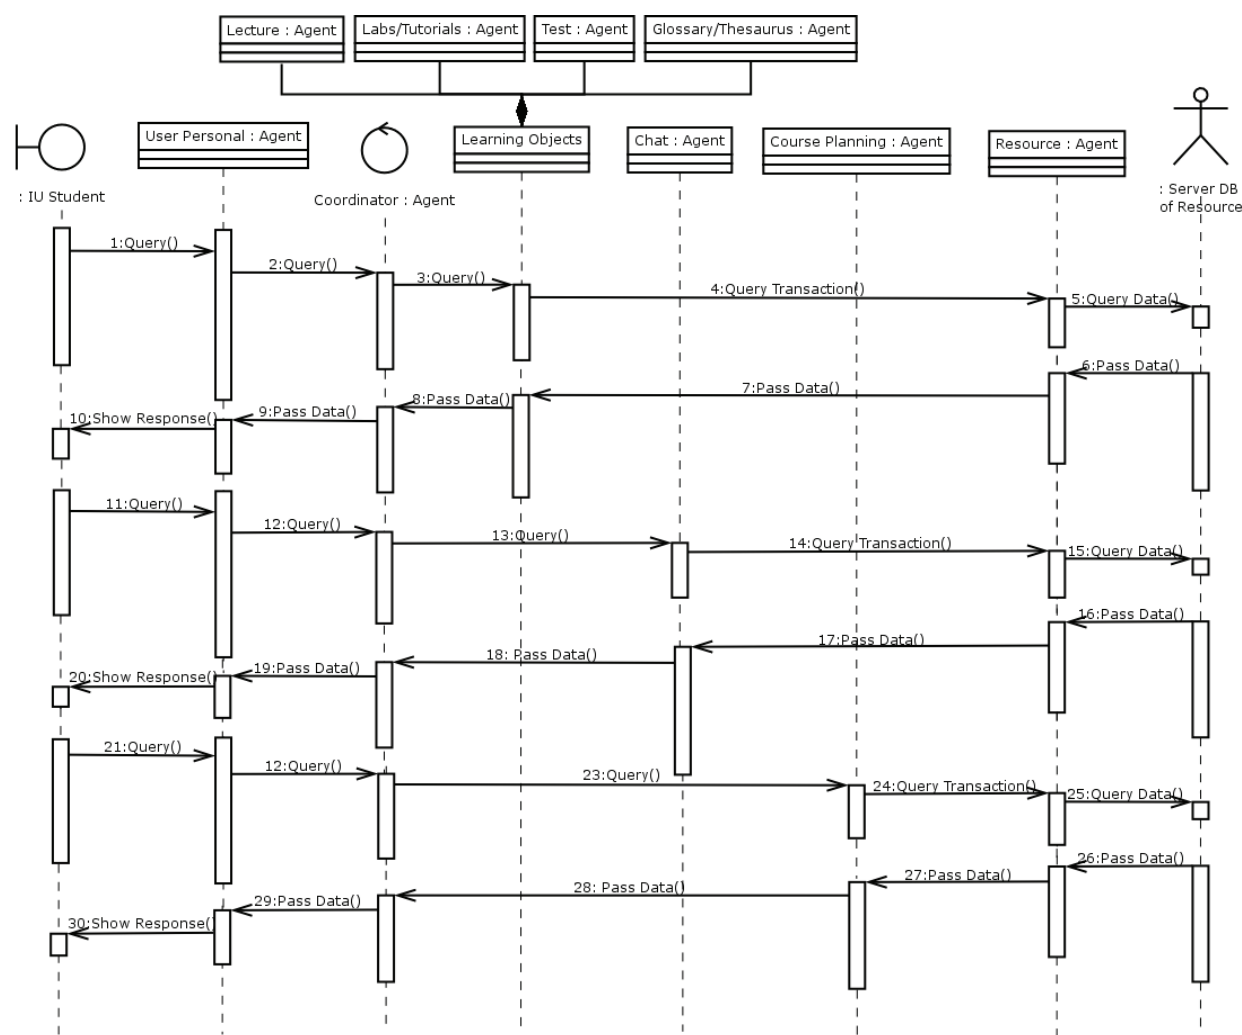 Lecture : Agent
Labs/Tutorials : Agent
Test : Agent
Glossary/Thesaurus : Agent
User Personal : Agent
Learning Objects
Chat : Agent
Course Planning : Agent
Resource : Agent
: IU Student
Coordinator : Agent
: Server DB
of Resource
1:Query()
2:Query()
3:Query()
4:Query Transaction()
5:Query Data()
6:Pass Data()
7:Pass Data()
8:Pass Data()
9:Pass Data()
10:Show Response()
11:Query()
12:Query()
13:Query()
14:Query Transaction()
15:Query Data()
16:Pass Data()
17:Pass Data()
18: Pass Data()
19:Pass Data()
20:Show Response()
21:Query()
12:Query()
23:Query()
24:Query Transaction()
25:Query Data()
26:Pass Data()
27:Pass Data()
28: Pass Data()
29:Pass Data()
30:Show Response()